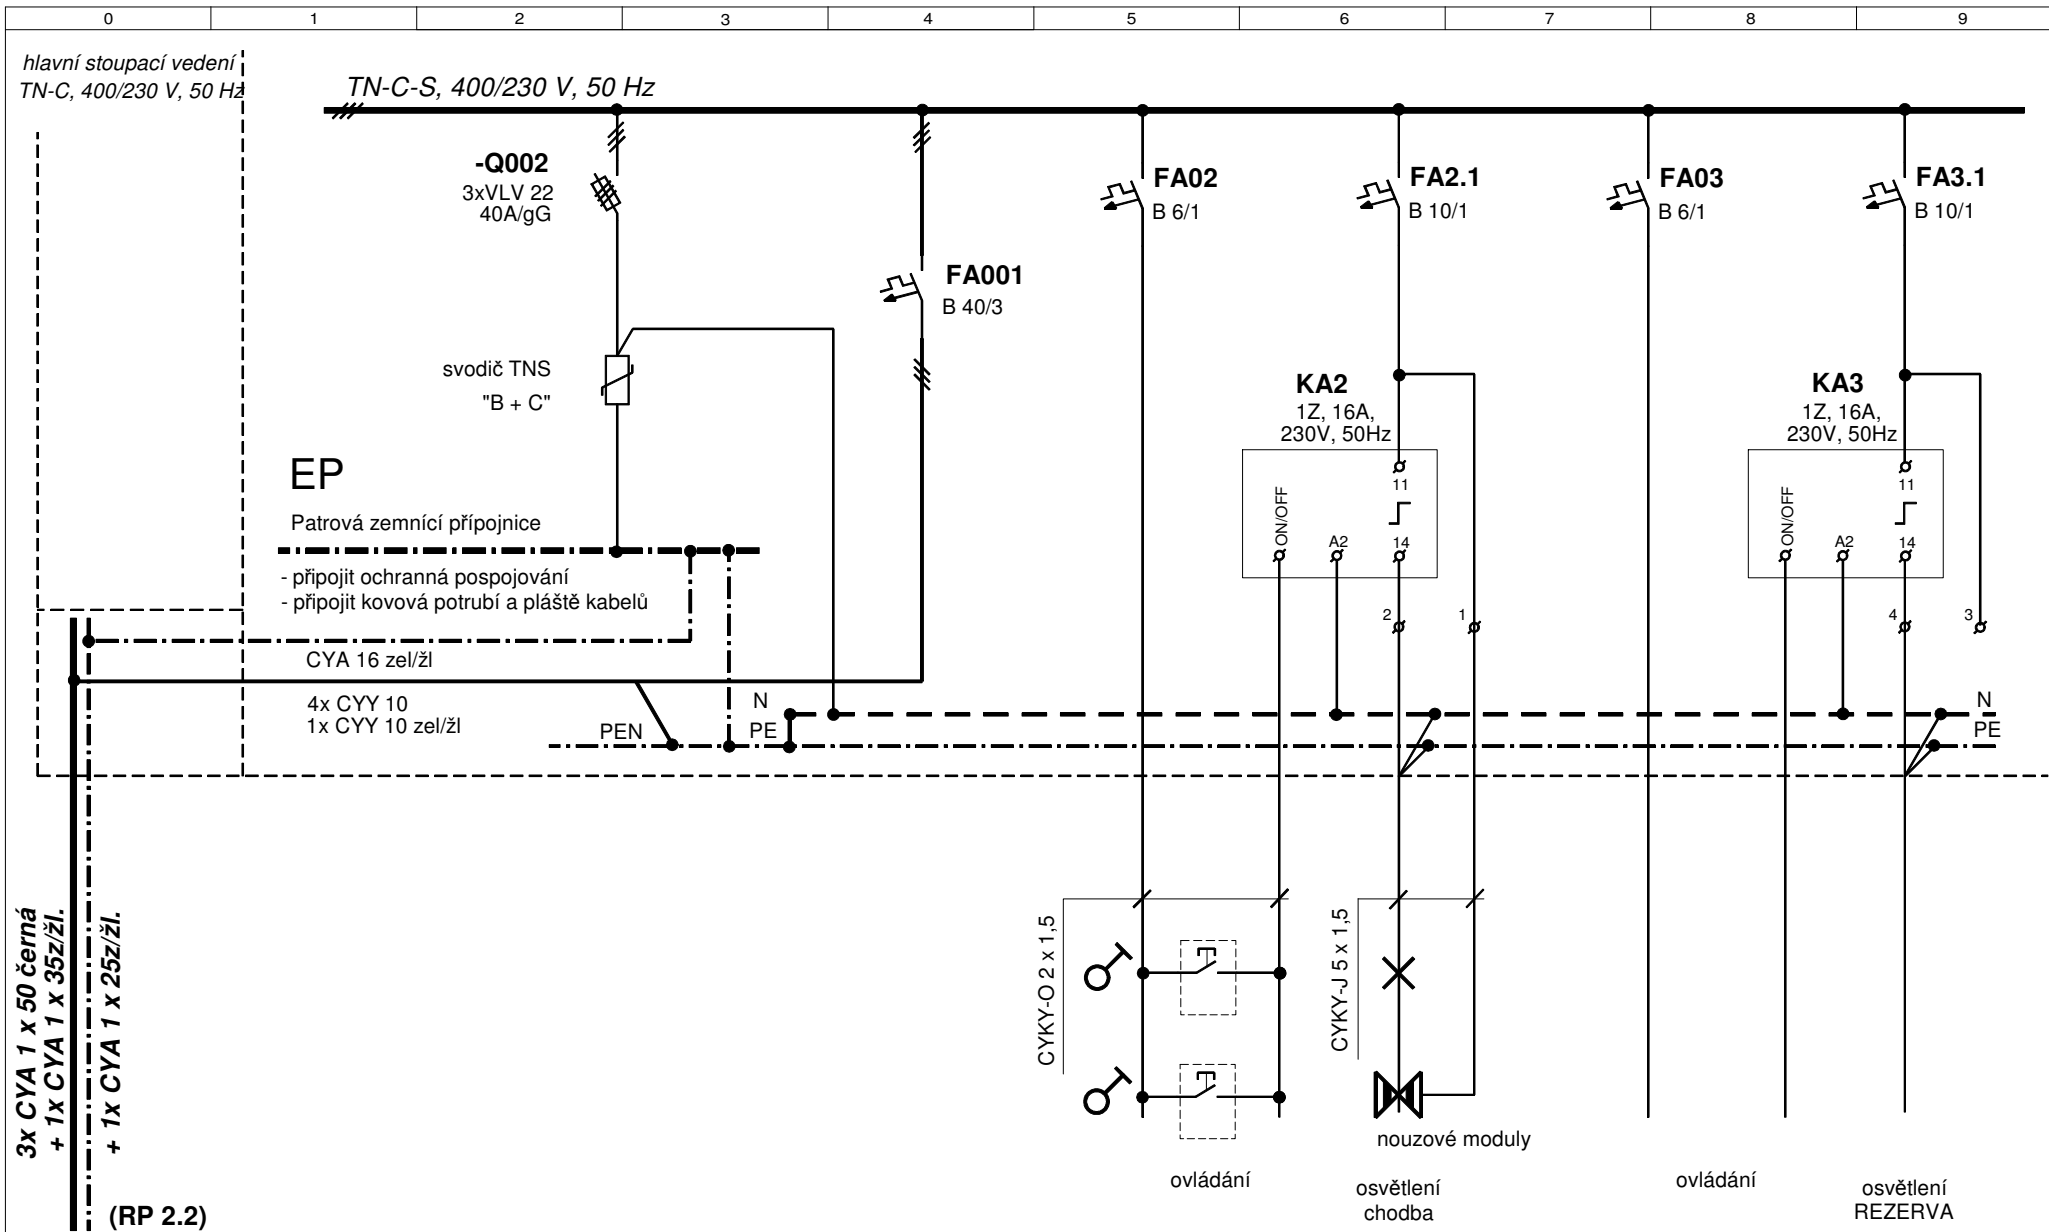 0 1 2 3 4 5 6 7 8 9
hlavní stoupací vedení
TN-C, 400/230 V, 50 Hz
TN-C-S, 400/230 V, 50 Hz
-Q002
3xVLV 22
40A/gG
FA001
B 40/3
FA02
B 6/1
FA2.1
B 10/1
FA03
B 6/1
FA3.1
B 10/1
svodič TNS
"B + C"
KA2
1Z, 16A,
230V, 50Hz
11
ON/OFF
A2
14
2
1
KA3
1Z, 16A,
230V, 50Hz
11
ON/OFF
A2
14
4
3
EP
Patrová zemnící přípojnice
- připojit ochranná pospojování
- připojit kovová potrubí a pláště kabelů
CYA 16 zel/žl
4x CYY 10
1x CYY 10 zel/žl
PEN
N
PE
N
PE
3x CYA 1 x 50 černá
+ 1x CYA 1 x 35z/žl.
+ 1x CYA 1 x 25z/žl.
(RP 2.2)
CYKY-O 2 x 1,5
CYKY-J 5 x 1,5
nouzové moduly
ovládání
osvětlení
chodba
ovládání
osvětlení
REZERVA